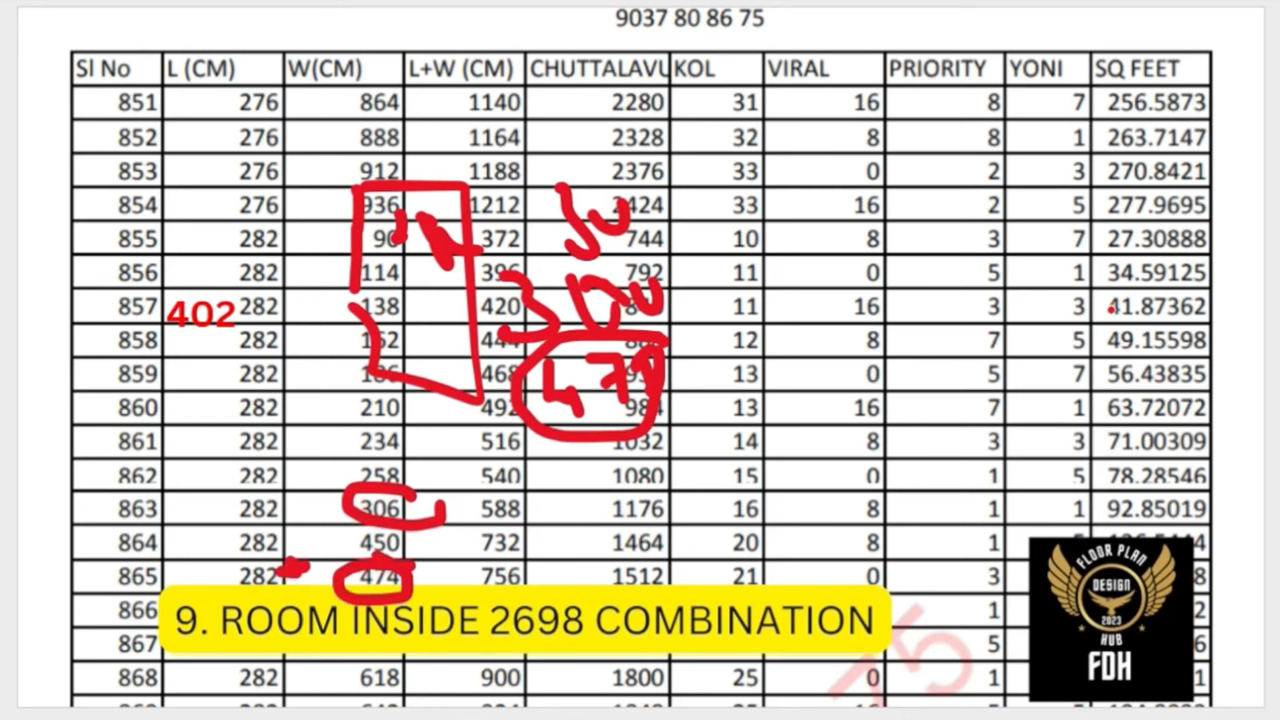 9037 80 86 75
Sl No L (CM) W(CM) L+W (CM) CHUTTALAVU KOL VIRAL PRIORITY YONI SQ FEET
851 276 864 1140 2280 31 16 8 7 256.5873
852 276 888 1164 2328 32 8 8 1 263.7147
853 276 912 1188 2376 33 0 2 3 270.8421
854 276 936 1212 2424 33 16 2 5 277.9695
855 282 90 372 744 10 8 3 7 27.30888
856 282 114 396 792 11 0 5 1 34.59125
857 402 282 138 420 11 16 3 3 41.87362
858 282 162 444 12 8 7 5 49.15598
859 282 186 468 13 0 5 7 56.43835
860 282 210 492 984 13 16 7 1 63.72072
861 282 234 516 1032 14 8 3 3 71.00309
862 282 258 540 1080 15 0 1 5 78.28546
863 282 306 588 1176 16 8 1 1 92.85019
864 282 450 732 1464 20 8 1
865 282 474 756 1512 21 0 3
866 1
9. ROOM INSIDE 2698 COMBINATION
867 5
868 282 618 900 1800 25 0 1
75
FLOOR PLAN
DESIGN
2023
HUB
FDH